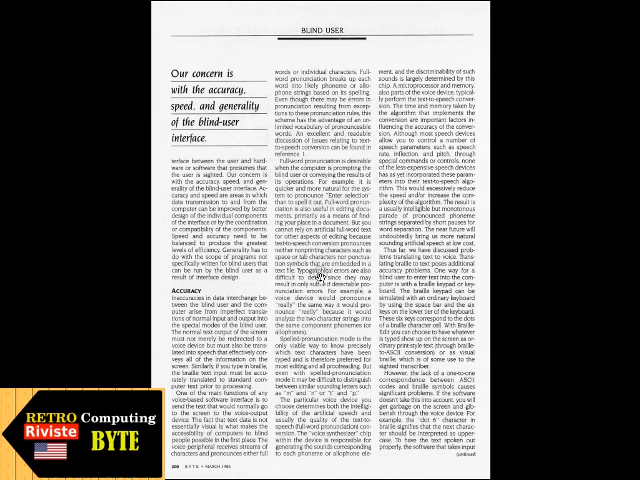 BLIND USER
Our concern is
with the accuracy,
speed, and generality
of the blind-user
interface.
terface between the user and hard-
ware or software that presumes that
the user is sighted. Our concern is
with the accuracy, speed, and gen-
erality of the blind-user interface. Ac-
curacy and speed are areas in which
data transmission to and from the
computer can be improved by better
design of the individual components
of the interface or by the coordination
or compatibility of the components.
Speed and accuracy need to be
balanced to produce the greatest
levels of efficiency. Generality has to
do with the scope of programs not
specifically written for blind users that
can be run by the blind user as a
result of interface design.
ACCURACY
Inaccuracies in data interchange be-
tween the blind user and the com-
puter arise from imperfect transla-
tions of normal input and output into
the special modes of the blind user.
The normal text output of the screen
must not merely be redirected to a
voice device but must also be trans-
lated into speech that effectively con-
veys all of the information on the
screen. Similarly, if you type in braille,
the braille text input must be accu-
rately translated to standard com-
puter text prior to processing.
One of the main functions of any
voice-based software interface is to
send the text that would normally go
to the screen to the voice-output
device. The fact that text data is not
essentially visual is what makes the
accessibility of computers to blind
people possible in the first place. The
voice peripheral receives streams of
characters and pronounces either full
words or individual characters. Full-
word pronunciation breaks up each
word into likely phoneme or allo-
phone strings based on its spelling.
Even though there may be errors in
pronunciation resulting from excep-
tions to these pronunciation rules, this
scheme has the advantage of an un-
limited vocabulary of pronounceable
words. An excellent and readable
discussion of issues relating to text-
to-speech conversion can be found in
reference 1.
Full-word pronunciation is desirable
when the computer is prompting the
blind user or conveying the results of
its operations. For example, it is
quicker and more natural for the sys-
tem to pronounce "Enter selection"
than to spell it out. Full-word pronun-
ciation is also useful in editing docu-
ments, primarily as a means of find-
ing your place in a document. But you
cannot rely on artificial full-word text
for other aspects of editing because
text-to-speech conversion pronounces
neither nonprinting characters such as
space or tab characters nor punctua-
tion symbols that are embedded in a
text file. Typographical errors are also
difficult to detect since they may
result in only subtle if detectable pro-
nunciation errors. For example, a
voice device would pronounce
"really" the same way it would pro-
nounce "reelly" because it would
analyze the two character strings into
the same component phonemes (or
allophones).
Spelled-pronunciation mode is the
only viable way to know precisely
which text characters have been
typed and is therefore preferred for
most editing and all proofreading. But
even with spelled-pronunciation
mode it may be difficult to distinguish
between similar sounding letters such
as "m" and "n" or "t" and "p."
The particular voice device you
choose determines both the intelligi-
bility of the artificial speech and
usually the accuracy of the text-to-
speech (full-word pronunciation) con-
version. The "voice synthesizer" chip
within the device is responsible for
generating the sounds corresponding
to each phoneme or allophone ele-
ment, and the discriminability of such
sounds is largely determined by this
chip. A microprocessor and memory,
also parts of the voice device, typical-
ly perform the text-to-speech conver-
sion. The time and memory taken by
the algorithm that implements the
conversion are important factors in-
fluencing the accuracy of the conver-
sion. Although most speech devices
allow you to control a number of
speech parameters, such as speech
rate, inflection, and pitch, through
special commands or controls, none
of the less-expensive speech devices
has as yet incorporated these param-
eters into their text-to-speech algo-
rithm. This would excessively reduce
the speed and/or increase the com-
plexity of the algorithm. The result is
a usually intelligible but monotonous
parade of pronounced phoneme
strings separated by short pauses for
word separation. The near future will
undoubtedly bring us more natural
sounding artificial speech at low cost.
Thus far, we have discussed prob-
lems translating text to voice. Trans-
lating braille to text poses additional
accuracy problems. One way for a
blind user to enter text into the com-
puter is with a braille keypad or key-
board. The braille keypad can be
simulated with an ordinary keyboard
by using the space bar and the six
keys on the lower tier of the keyboard.
These six keys correspond to the dots
of a braille character cell. With Braille-
Edit you can choose to have whatever
is typed show up on the screen as or-
dinary print-style text (through braille-
to-ASCII conversion) or as visual
braille, which is of some use to the
sighted transcriber.
However, the lack of a one-to-one
correspondence between ASCII
codes and braille symbols causes
significant problems. If the software
doesn't take this into account, you will
get garbage on the screen and gib-
berish through the voice device. For
example, the "dot 6" character in
braille signifies that the next charac-
ter should be interpreted as upper-
case. To have the text spoken out
properly, the software that takes input
(continued)
200 BYTE • MARCH 1986
RETRO Computing
Riviste BYTE